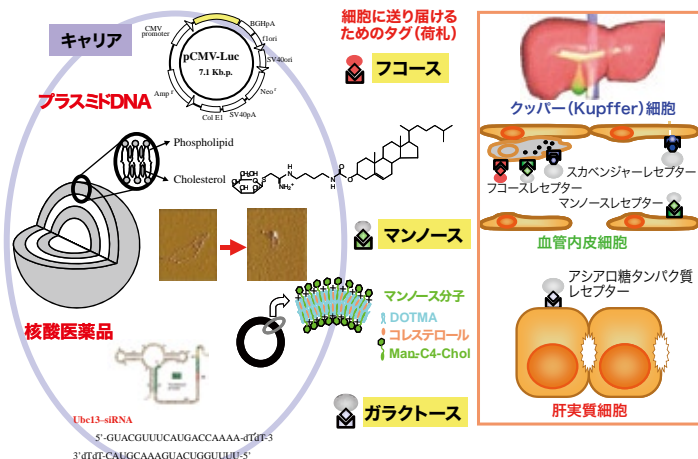 キャリア
CMV
promoter
BGHpA
f1ori
SV40ori
Neo r
SV40pA
Col E1
Amp r
pCMV-Luc
7.1 Kb.p.
プラスミドDNA
Phospholipid
Cholesterol
核酸医薬品
Ubc13-siRNA
5'-GUACGUUUCAUGACCAAAA-dTdT-3
3'dTdT-CAUGCAAAGUACUGGUUUU-5'
細胞に送り届ける
ためのタグ(荷札)
フコース
マンノース
マンノース分子
DOTMA
コレステロール
Man-C4-Chol
ガラクトース
クッパー(Kupffer)細胞
スカベンジャーレセプター
フコースレセプター
マンノースレセプター
血管内皮細胞
アシアロ糖タンパク質
レセプター
肝実質細胞